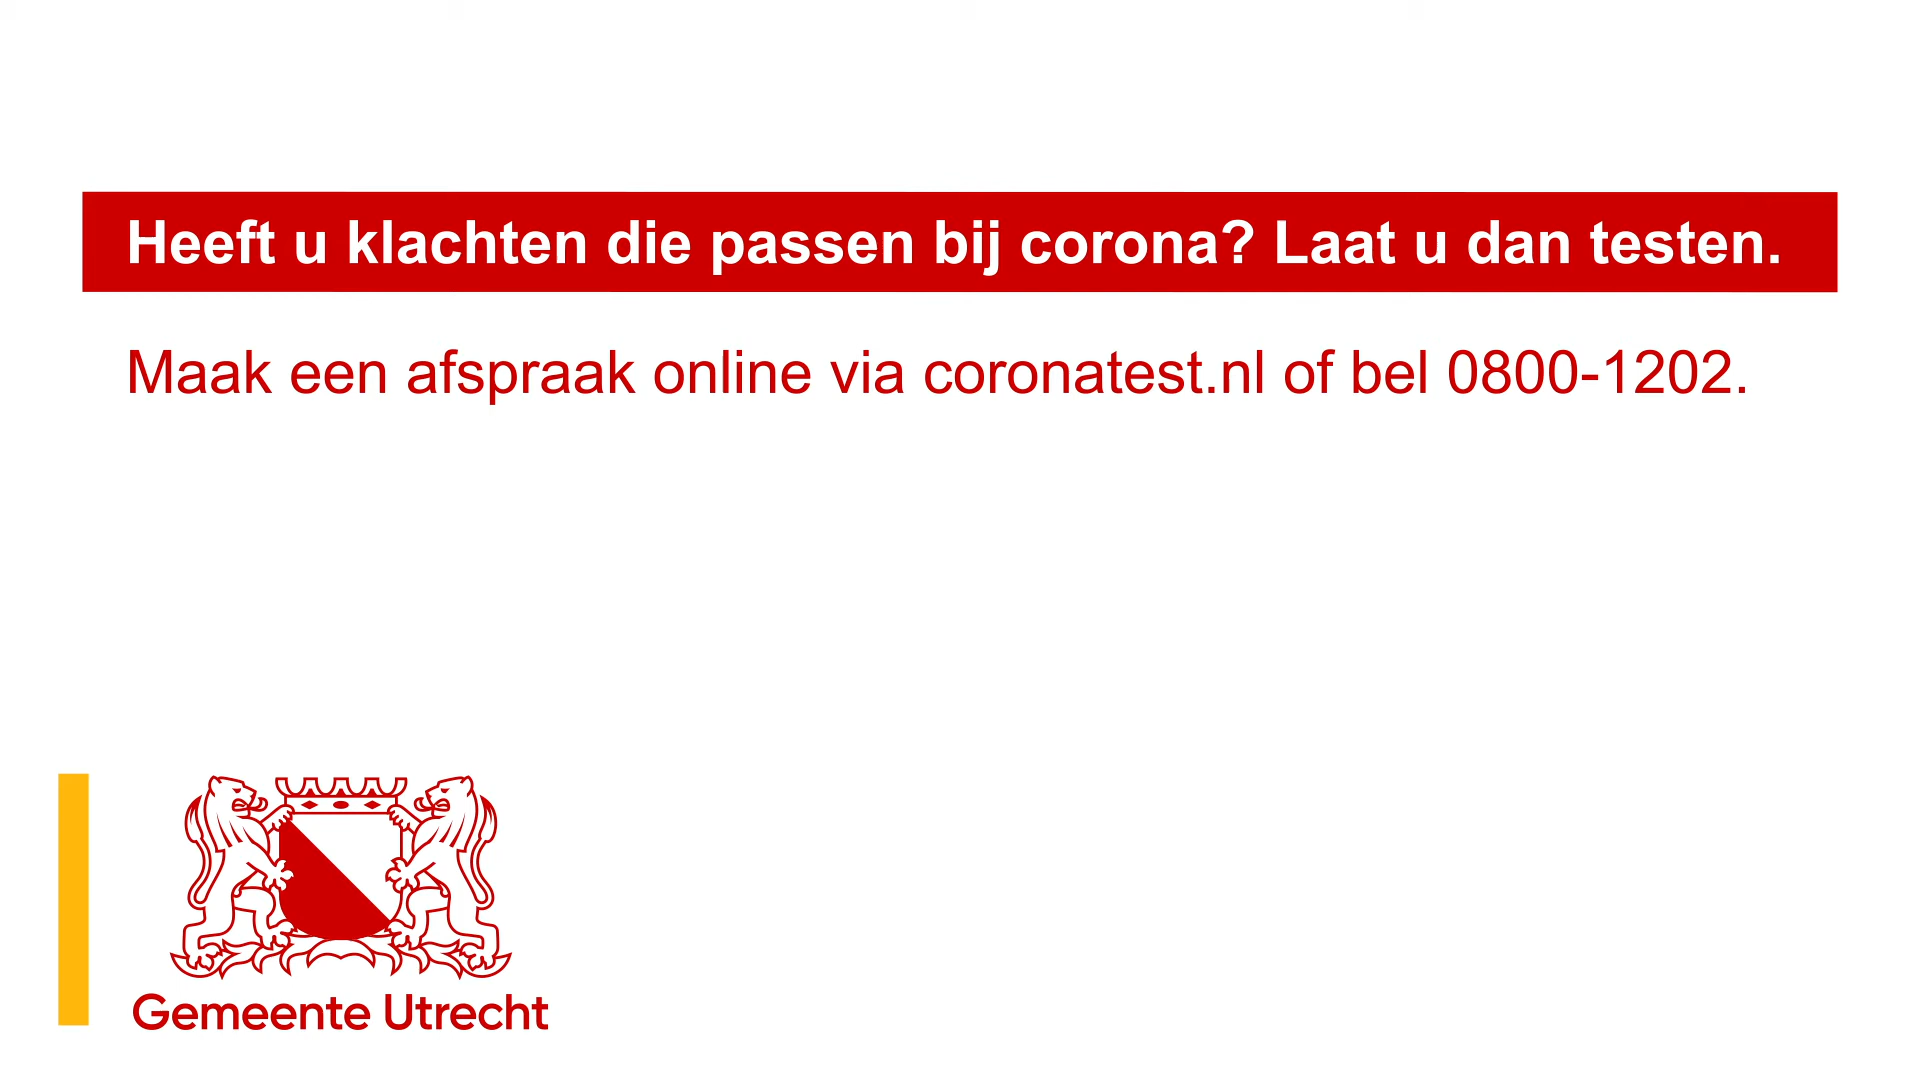 Heeft u klachten die passen bij corona? Laat u dan testen.
Maak een afspraak online via coronatest.nl of bel 0800-1202.
Gemeente Utrecht